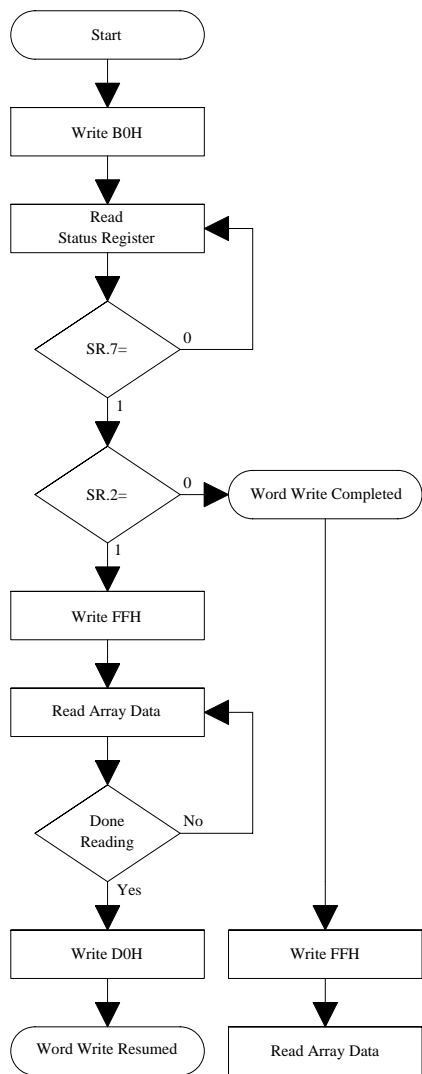 Start
Write B0H
Read
Status Register
SR.7=
0
1
SR.2=
0
Word Write Completed
1
Write FFH
Read Array Data
Done
Reading
No
Yes
Write D0H
Write FFH
Word Write Resumed
Read Array Data